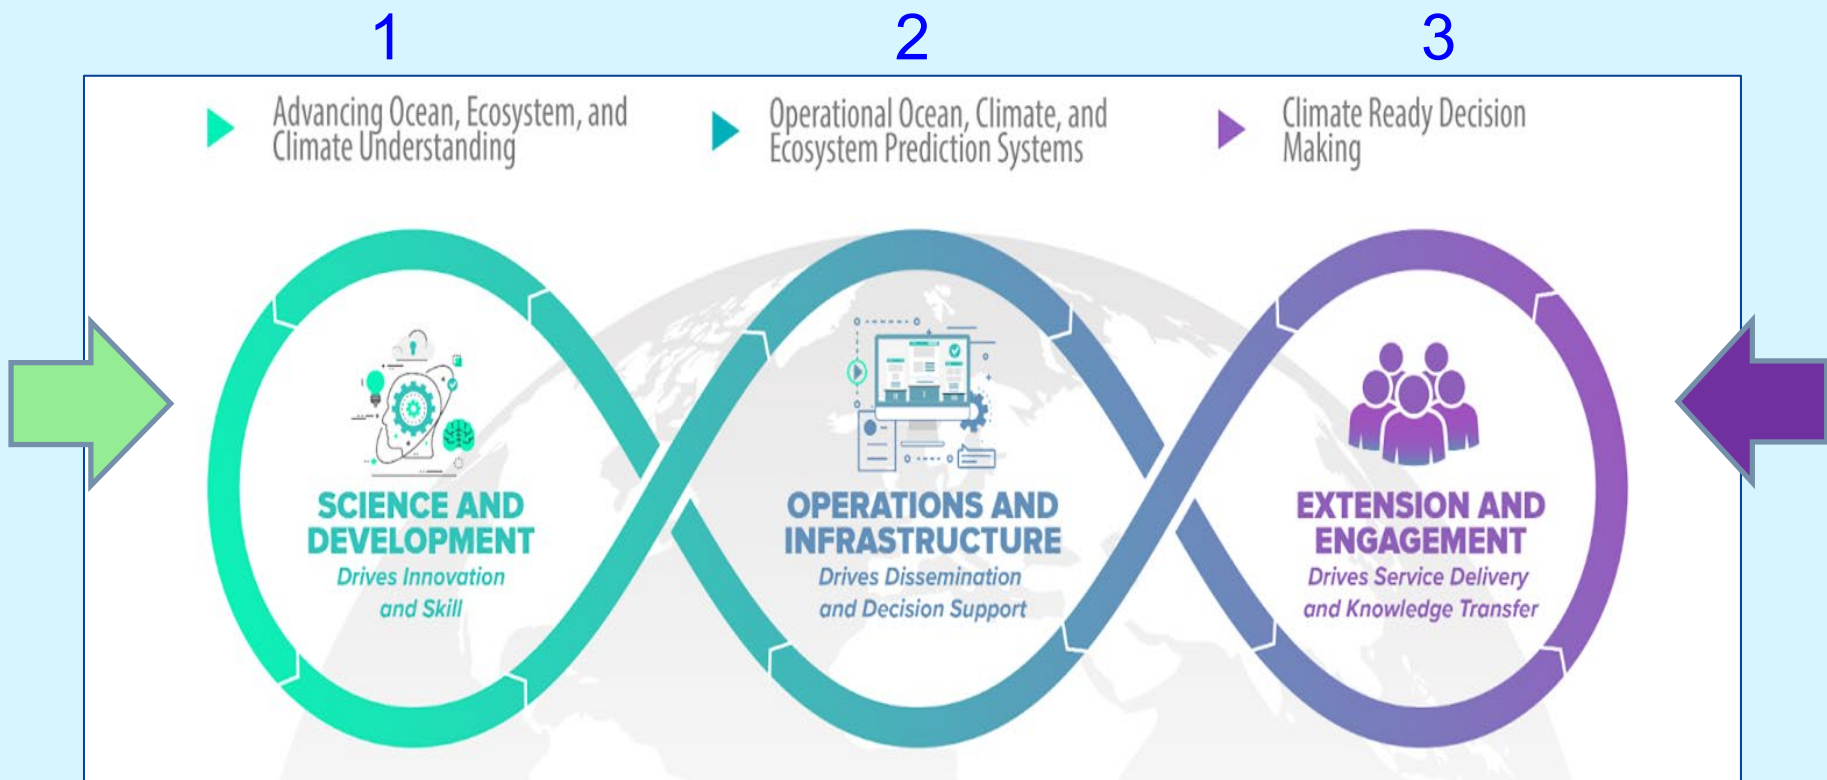 1
2
3
Advancing Ocean, Ecosystem, and
Climate Understanding
Operational Ocean, Climate, and
Ecosystem Prediction Systems
Climate Ready Decision
Making
SCIENCE AND
DEVELOPMENT
Drives Innovation
and Skill
OPERATIONS AND
INFRASTRUCTURE
Drives Dissemination
and Decision Support
EXTENSION AND
ENGAGEMENT
Drives Service Delivery
and Knowledge Transfer